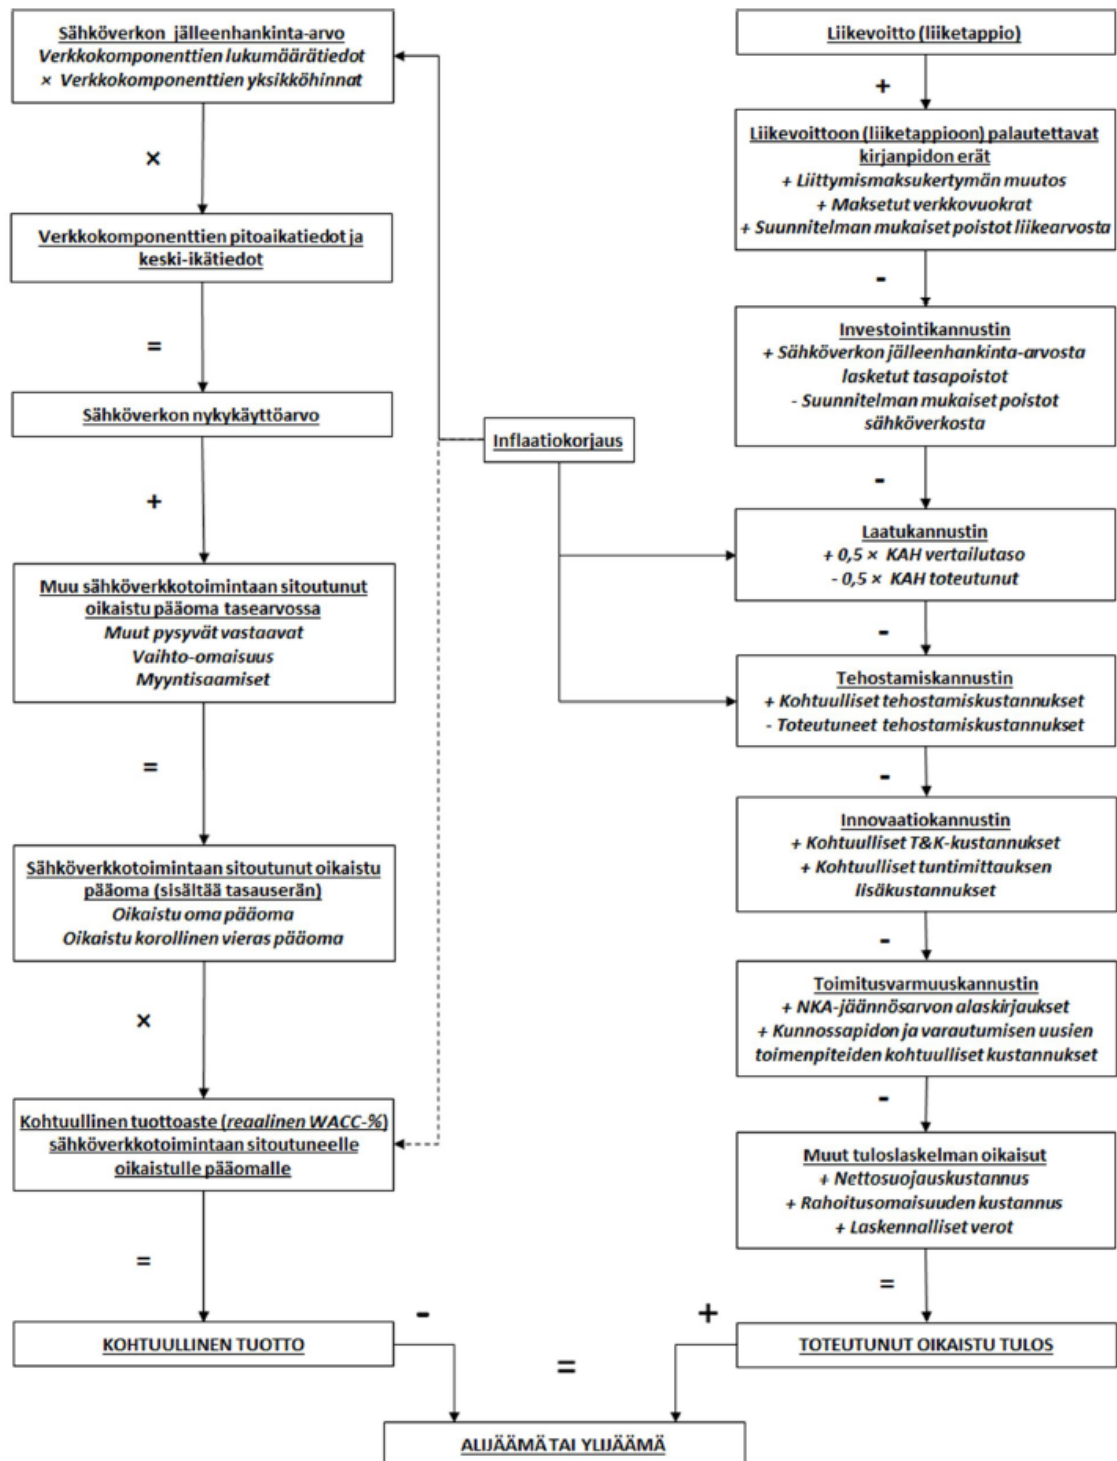 Sähköverkon jälleenhankinta-arvo
Verkkokomponenttien lukumäärätiedot
× Verkkokomponenttien yksikköhinnat
×
Verkkokomponenttien pitoaikatiedot ja
keski-ikätiedot
=
Sähköverkon nykykäyttöarvo
+
Muu sähköverkkotoimintaan sitoutunut
oikaistu pääoma tasearvossa
Muut pysyvät vastaavat
Vaihto-omaisuus
Myyntisaamiset
=
Sähköverkkotoimintaan sitoutunut oikaistu
pääoma (sisältää tasauserän)
Oikaistu oma pääoma
Oikaistu korollinen vieras pääoma
×
Kohtuullinen tuottoaste (reaalinen WACC-%)
sähköverkkotoimintaan sitoutuneelle
oikaistulle pääomalle
=
KOHTUULLINEN TUOTTO
-
Inflaatiokorjaus
Liikevoitto (liiketappio)
+
Liikevoittoon (liiketappioon) palautettavat
kirjanpidon erät
+ Liittymismaksukertymän muutos
+ Maksetut verkkovuokrat
+ Suunnitelman mukaiset poistot liikearvosta
-
Investointikannustin
+ Sähköverkon jälleenhankinta-arvosta
lasketut tasapoistot
- Suunnitelman mukaiset poistot
sähköverkosta
-
Laatukannustin
+ 0,5 × KAH vertailutaso
- 0,5 × KAH toteutunut
-
Tehostamiskannustin
+ Kohtuulliset tehostamiskustannukset
- Toteutuneet tehostamiskustannukset
-
Innovaatiokannustin
+ Kohtuulliset T&K-kustannukset
+ Kohtuulliset tuntimittauksen
lisäkustannukset
-
Toimitusvarmuuskannustin
+ NKA-jäännösarvon alaskirjaukset
+ Kunnossapidon ja varautumisen uusien
toimenpiteiden kohtuulliset kustannukset
-
Muut tuloslaskelman oikaisut
+ Nettosuojauskustannus
+ Rahoitusomaisuuden kustannus
+ Laskennalliset verot
=
TOTEUTUNUT OIKAISTU TULOS
+
=
ALIJÄÄMÄ TAI YLIJÄÄMÄ